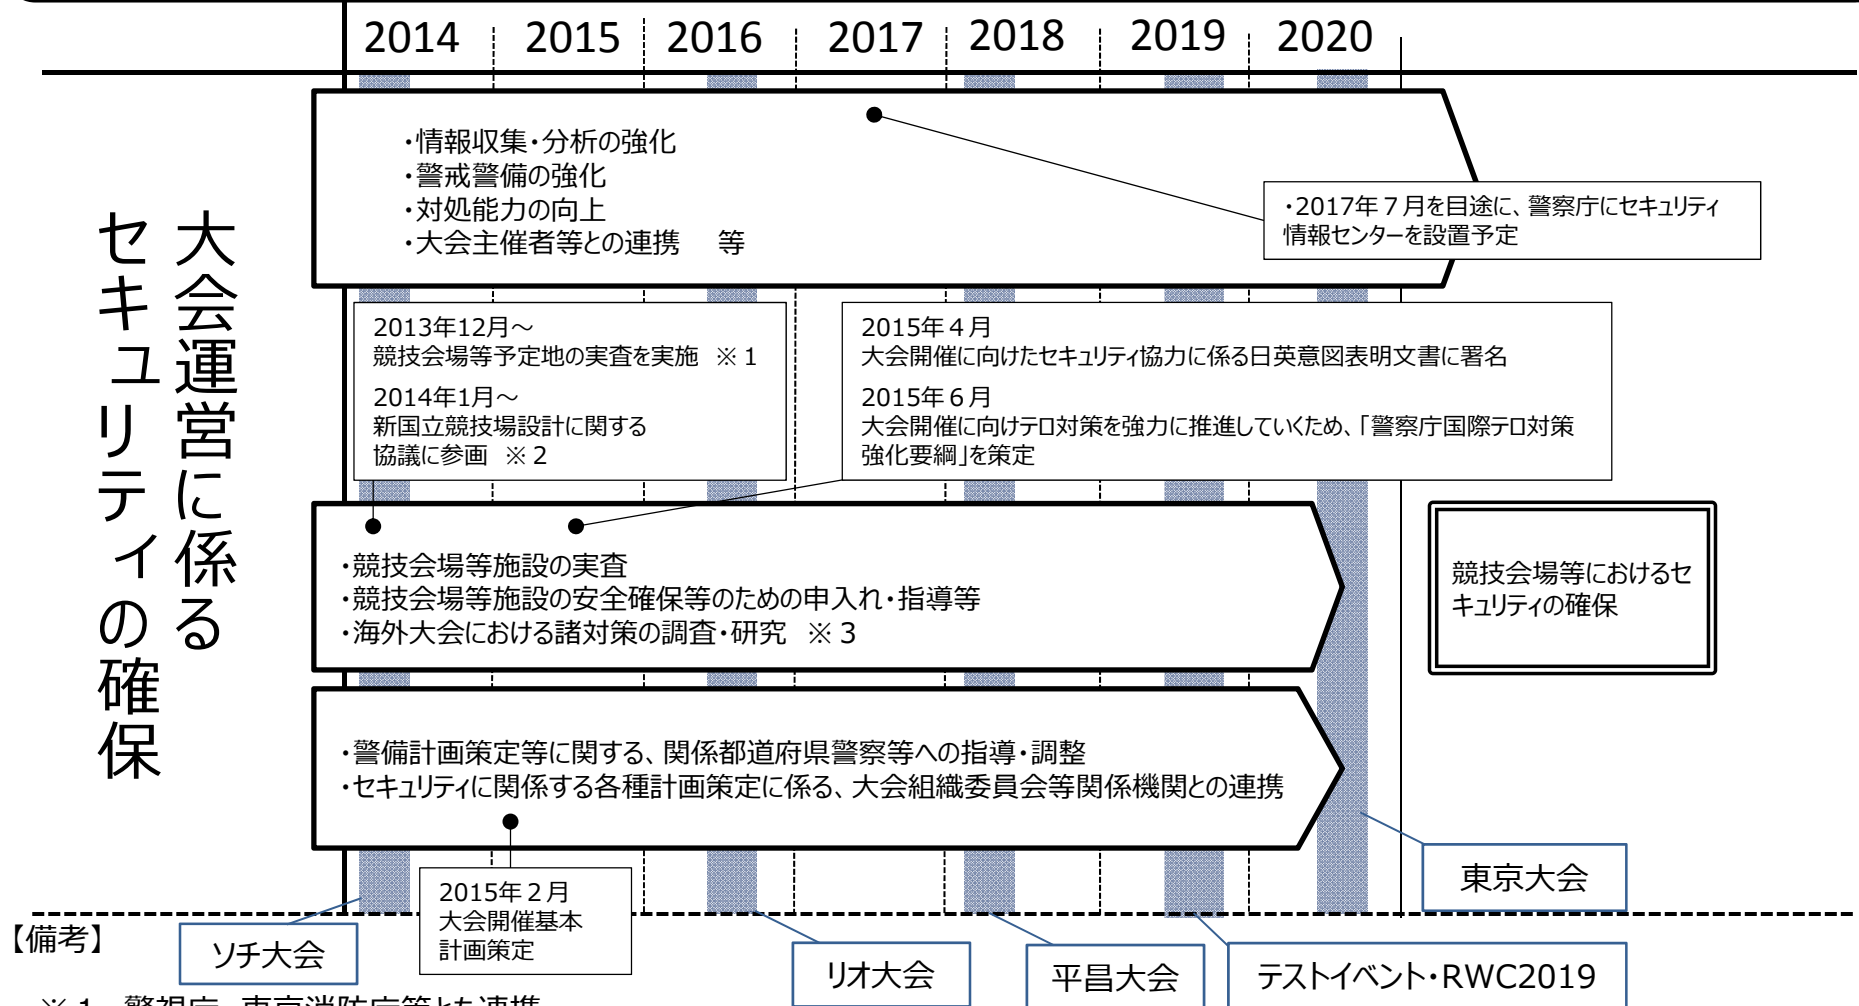 2014 2015 2016 2017 2018 2019 2020
大会運営に係る
セキュリティの確保
・情報収集・分析の強化
・警戒警備の強化
・対処能力の向上
・大会主催者等との連携　等
・2017年７月を目途に、警察庁にセキュリティ
情報センターを設置予定
2013年12月～
競技会場等予定地の実査を実施　※１
2014年1月～
新国立競技場設計に関する
協議に参画　※２
2015年４月
大会開催に向けたセキュリティ協力に係る日英意図表明文書に署名
2015年６月
大会開催に向けテロ対策を強力に推進していくため、「警察庁国際テロ対策
強化要綱」を策定
・競技会場等施設の実査
・競技会場等施設の安全確保等のための申入れ・指導等
・海外大会における諸対策の調査・研究　※３
競技会場等におけるセ
キュリティの確保
・警備計画策定等に関する、関係都道府県警察等への指導・調整
・セキュリティに関係する各種計画策定に係る、大会組織委員会等関係機関との連携
2015年２月
大会開催基本
計画策定
東京大会
【備考】
ソチ大会
リオ大会
平昌大会
テストイベント・RWC2019
※１　警視庁、東京消防庁等とも連携